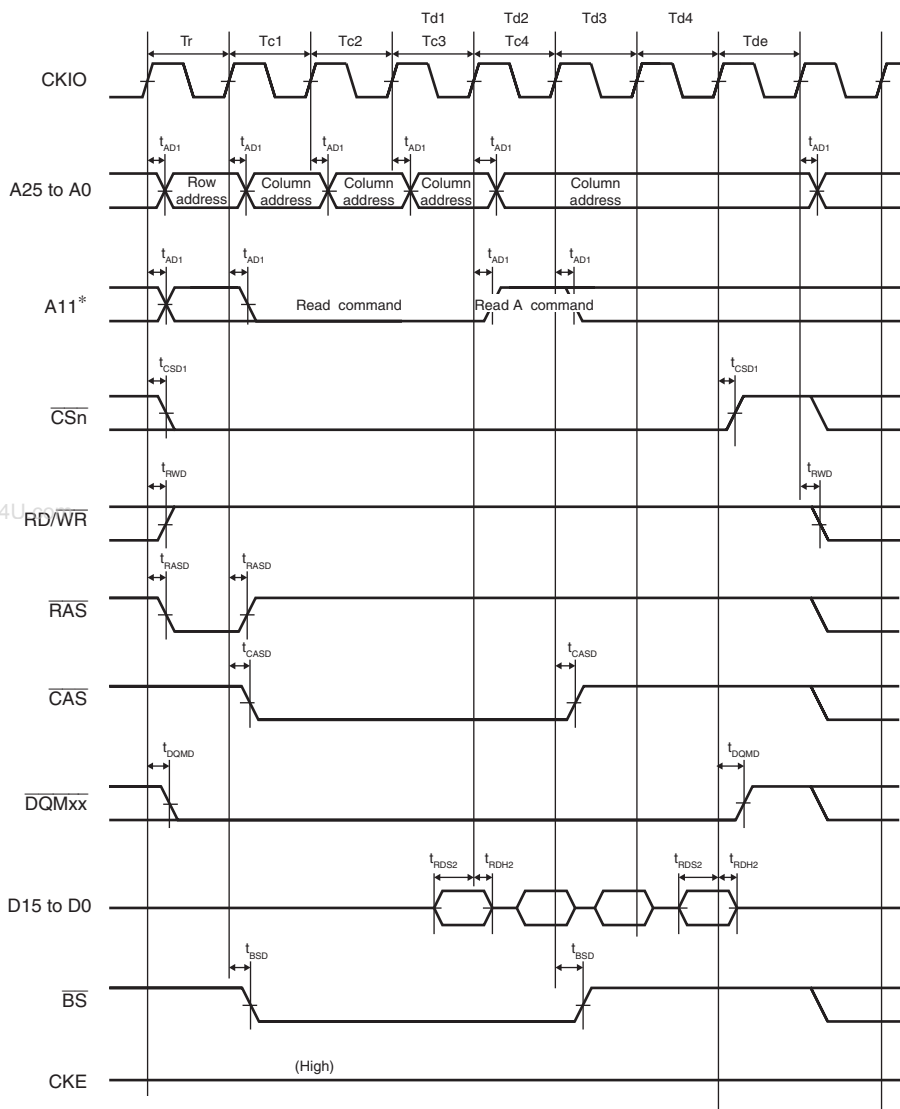 Td1 Td2 Td3 Td4
Tr Tc1 Tc2 Tc3 Tc4 Tde
CKIO
tAD1 tAD1 tAD1 tAD1 tAD1 tAD1
A25 to A0
Row address
Column address
Column address
Column address
Column address
tAD1 tAD1 tAD1 tAD1
A11*
Read command
Read A command
tCSD1 tCSD1
CSn
tRWD tRWD
4U.com
RD/WR
tRASD tRASD
RAS
tCASD tCASD
CAS
tDQMD tDQMD
DQMxx
tRDS2 tRDH2 tRDS2 tRDH2
D15 to D0
tBSD tBSD
BS
(High)
CKE